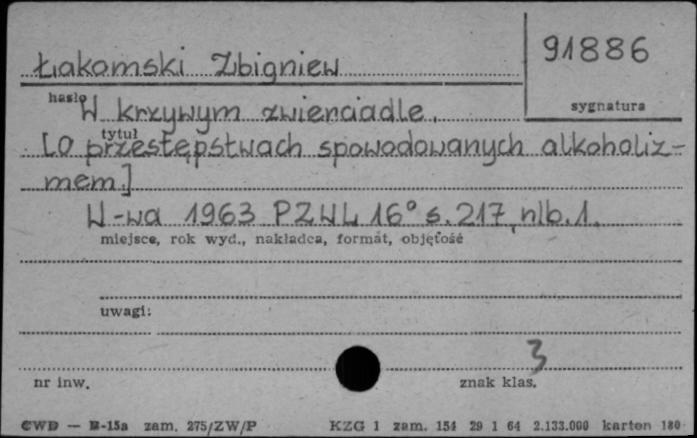 Łakomski Zbigniew
91886
hasło
sygnatura
W krzywym zwierciadle.
tytuł
[O przestępstwach spowodowanych alkoholiz-
mem.]
W-wa 1963 PZWL 16° s. 217, nlb. 1.
miejsce, rok wyd., nakładca, format, objętość
uwagi:
3
nr inw.
znak klas.
CWD — B-15a zam. 275/ZW/P KZG 1 zam. 154 29 1 64 2.133.000 karton 180